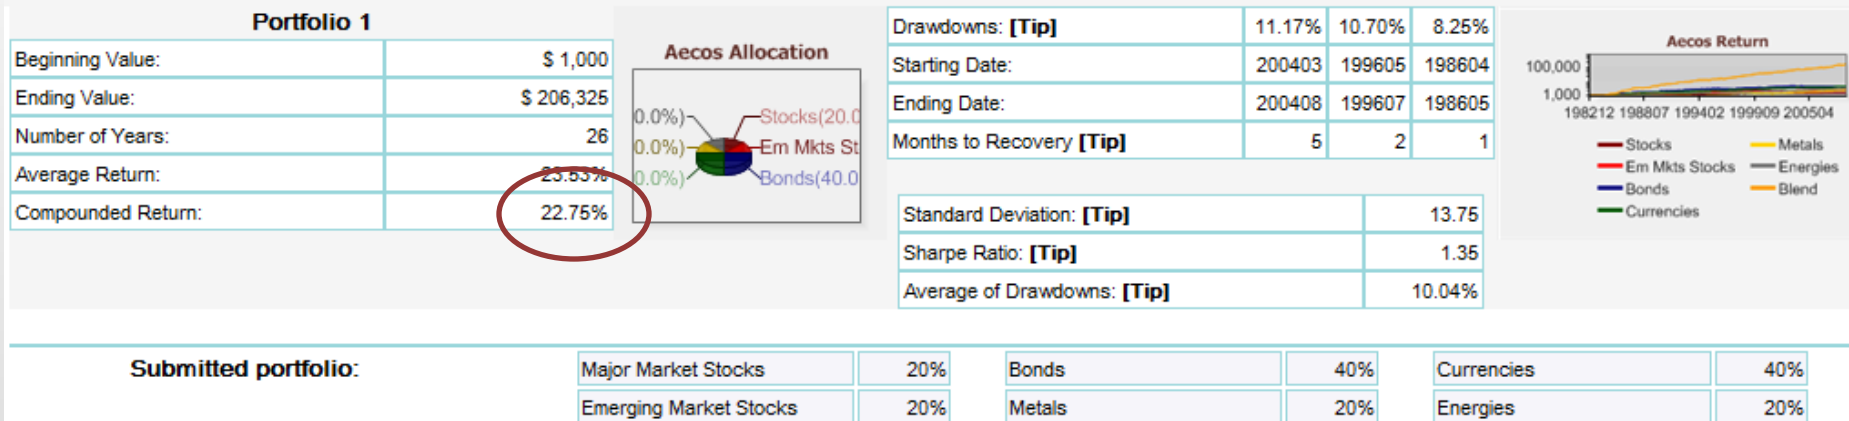 Portfolio 1
Beginning Value: $ 1,000
Ending Value: $ 206,325
Number of Years: 26
Average Return: 23.53%
Compounded Return: 22.75%
Aecos Allocation
0.0%) Stocks(20.0
0.0%) Em Mkts St
0.0%) Bonds(40.0
Drawdowns: [Tip] 11.17% 10.70% 8.25%
Starting Date: 200403 199605 198604
Ending Date: 200408 199607 198605
Months to Recovery [Tip] 5 2 1
Standard Deviation: [Tip] 13.75
Sharpe Ratio: [Tip] 1.35
Average of Drawdowns: [Tip] 10.04%
Aecos Return
100,000
1,000
198212 198807 199402 199909 200504
Stocks Metals
Em Mkts Stocks Energies
Bonds Blend
Currencies
Submitted portfolio: Major Market Stocks 20% Bonds 40% Currencies 40%
Emerging Market Stocks 20% Metals 20% Energies 20%